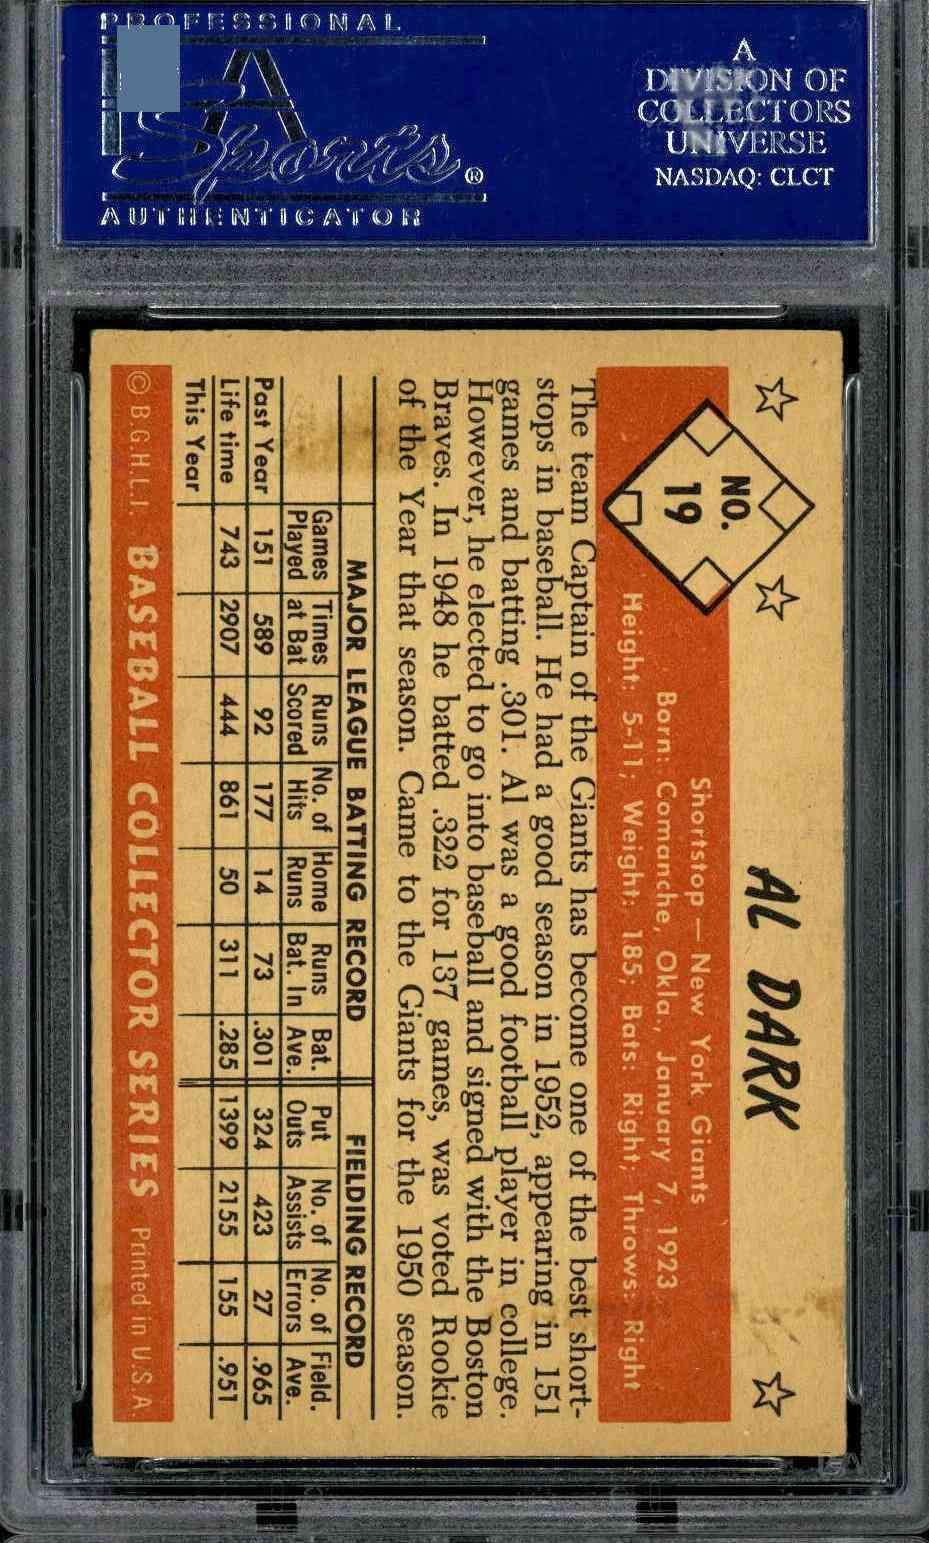 PROFESSIONAL
Sports®
AUTHENTICATOR
A
DIVISION OF
COLLECTORS
UNIVERSE
NASDAQ: CLCT
AL DARK
NO.
19
Shortstop — New York Giants
Born: Comanche, Okla., January 7, 1923
Height: 5-11; Weight: 185; Bats: Right; Throws: Right
The team Captain of the Giants has become one of the best short-
stops in baseball. He had a good season in 1952, appearing in 151
games and batting .301. Al was a good football player in college.
However, he elected to go into baseball and signed with the Boston
Braves. In 1948 he batted .322 for 137 games, was voted Rookie
of the Year that season. Came to the Giants for the 1950 season.
MAJOR LEAGUE BATTING RECORD FIELDING RECORD
Games Times Runs No. of Home Runs Bat. Put No. of No. of Field.
Played at Bat Scored Hits Runs Bat. In Ave. Outs Assists Errors Ave.
Past Year 151 589 92 177 14 73 .301 324 423 27 .965
Life time 743 2907 444 861 50 311 .285 1399 2155 155 .951
This Year
© B.G.H.L.I. BASEBALL COLLECTOR SERIES Printed in U.S.A.